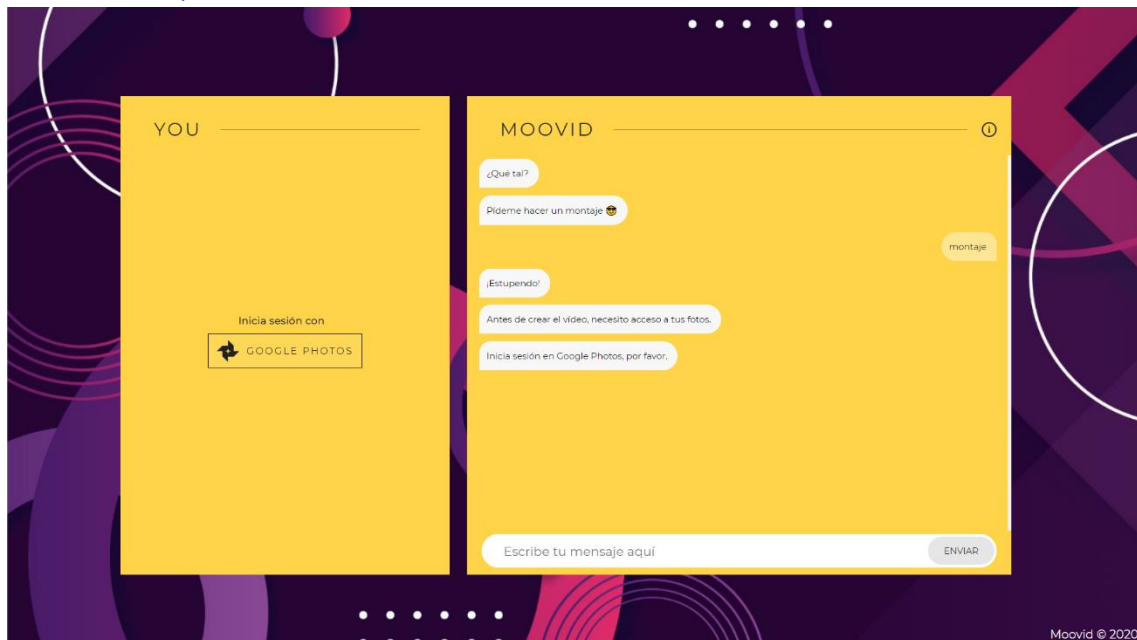 YOU
Inicia sesión con
GOOGLE PHOTOS
MOOVID
¿Qué tal?
Pídeme hacer un montaje 🤓
montaje
¡Estupendo!
Antes de crear el vídeo, necesito acceso a tus fotos.
Inicia sesión en Google Photos, por favor.
Escribe tu mensaje aquí
ENVIAR
Moovid © 2020